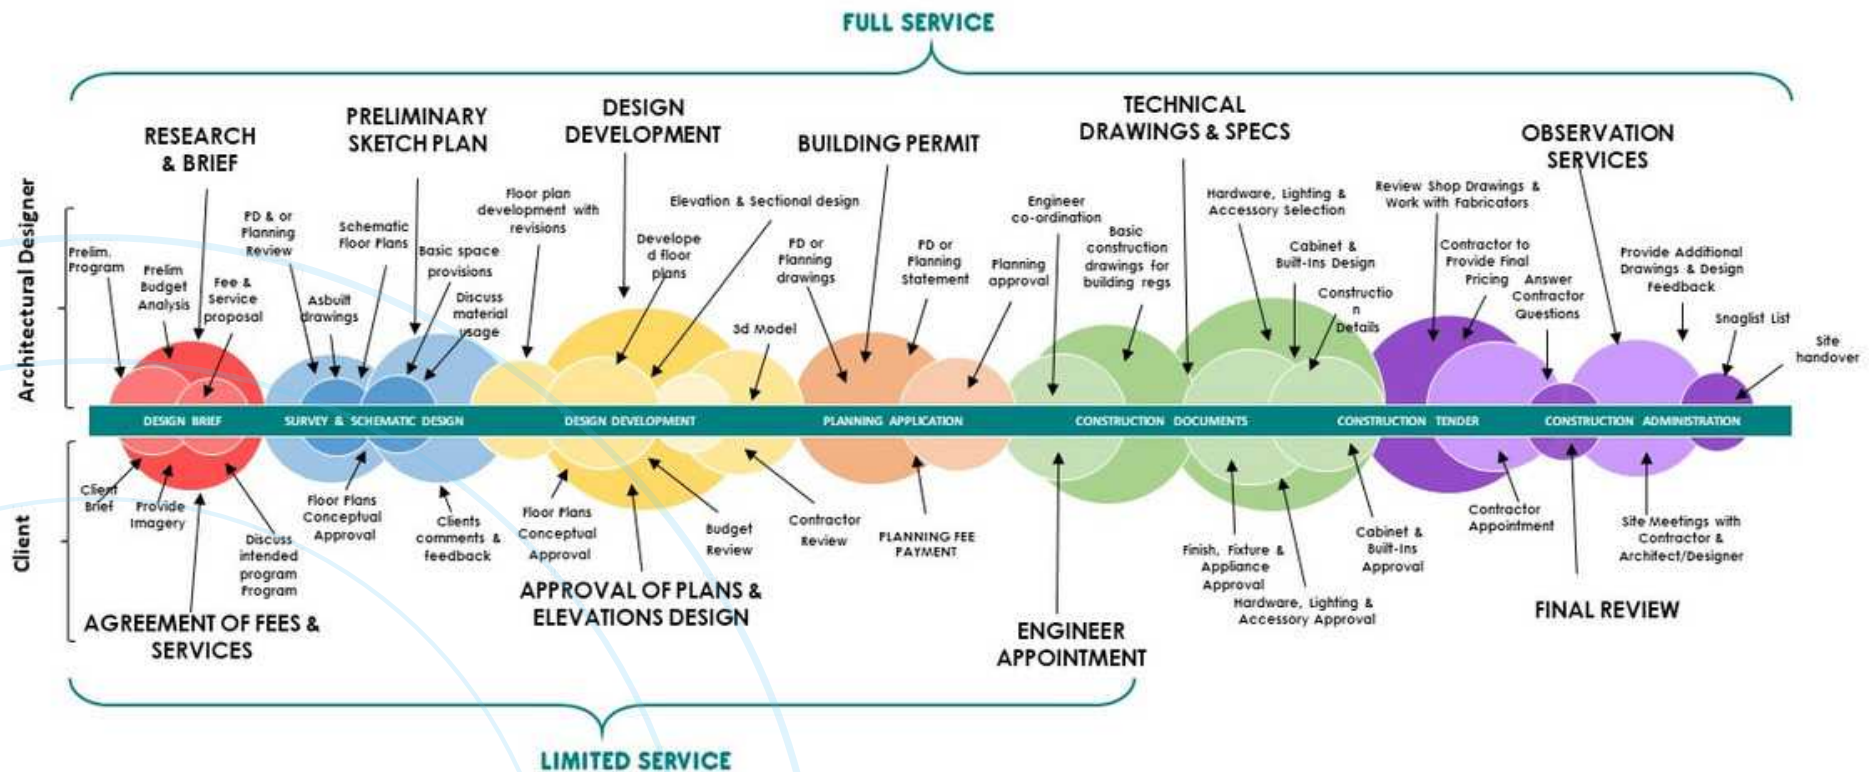 FULL SERVICE
RESEARCH
& BRIEF
PRELIMINARY
SKETCH PLAN
DESIGN
DEVELOPMENT
BUILDING PERMIT
TECHNICAL
DRAWINGS & SPECS
OBSERVATION
SERVICES
Architectural Designer
Prelim.
Program
Prelim
Budget
Analysis
Fee &
Service
proposal
PD & or
Planning
Review
Asbuilt
drawings
Schematic
Floor Plans
Basic space
provisions
Discuss
material
usage
Floor plan
development with
revisions
Develope
d floor
plans
Elevation & Sectional design
3d Model
PD or
Planning
drawings
PD or
Planning
Statement
Planning
approval
Engineer
co-ordination
Basic
construction
drawings for
building regs
Hardware, Lighting &
Accessory Selection
Cabinet &
Built-Ins Design
Constructio
n
Details
Review Shop Drawings &
Work with Fabricators
Contractor to
Provide Final
Pricing
Answer
Contractor
Questions
Provide Additional
Drawings & Design
Feedback
Snaglist List
Site
handover
DESIGN BRIEF
SURVEY & SCHEMATIC DESIGN
DESIGN DEVELOPMENT
PLANNING APPLICATION
CONSTRUCTION DOCUMENTS
CONSTRUCTION TENDER
CONSTRUCTION ADMINISTRATION
Client
Client
Brief
Provide
Imagery
Discuss
intended
program
Program
Floor Plans
Conceptual
Approval
Clients
comments &
feedback
Floor Plans
Conceptual
Approval
Budget
Review
Contractor
Review
PLANNING FEE
PAYMENT
Finish, Fixture &
Appliance
Approval
Hardware, Lighting &
Accessory Approval
Cabinet &
Built-Ins
Approval
Contractor
Appointment
Site Meetings with
Contractor &
Architect/Designer
AGREEMENT OF FEES &
SERVICES
APPROVAL OF PLANS &
ELEVATIONS DESIGN
ENGINEER
APPOINTMENT
FINAL REVIEW
LIMITED SERVICE